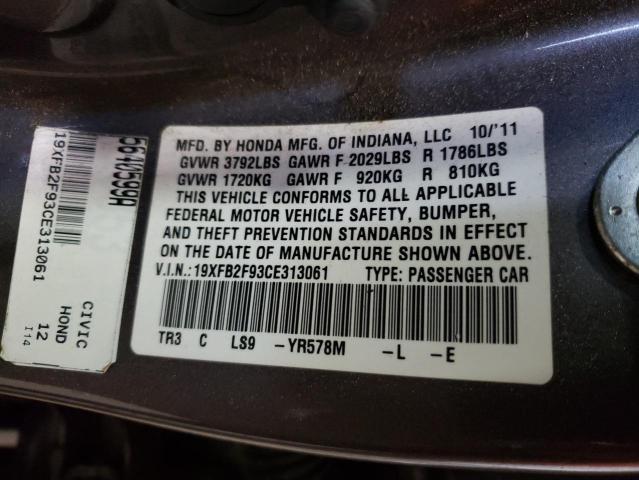 MFD. BY HONDA MFG. OF INDIANA, LLC 10/'11
GVWR 3792LBS GAWR F 2029LBS R 1786LBS
GVWR 1720KG GAWR F 920KG R 810KG
THIS VEHICLE CONFORMS TO ALL APPLICABLE
FEDERAL MOTOR VEHICLE SAFETY, BUMPER,
AND THEFT PREVENTION STANDARDS IN EFFECT
ON THE DATE OF MANUFACTURE SHOWN ABOVE.
V.I.N.:19XFB2F93CE313061 TYPE: PASSENGER CAR
TR3 C LS9 -YR578M -L -E
564V599A
19XFB2F93CE313061
CIVIC
HOND
12
I14